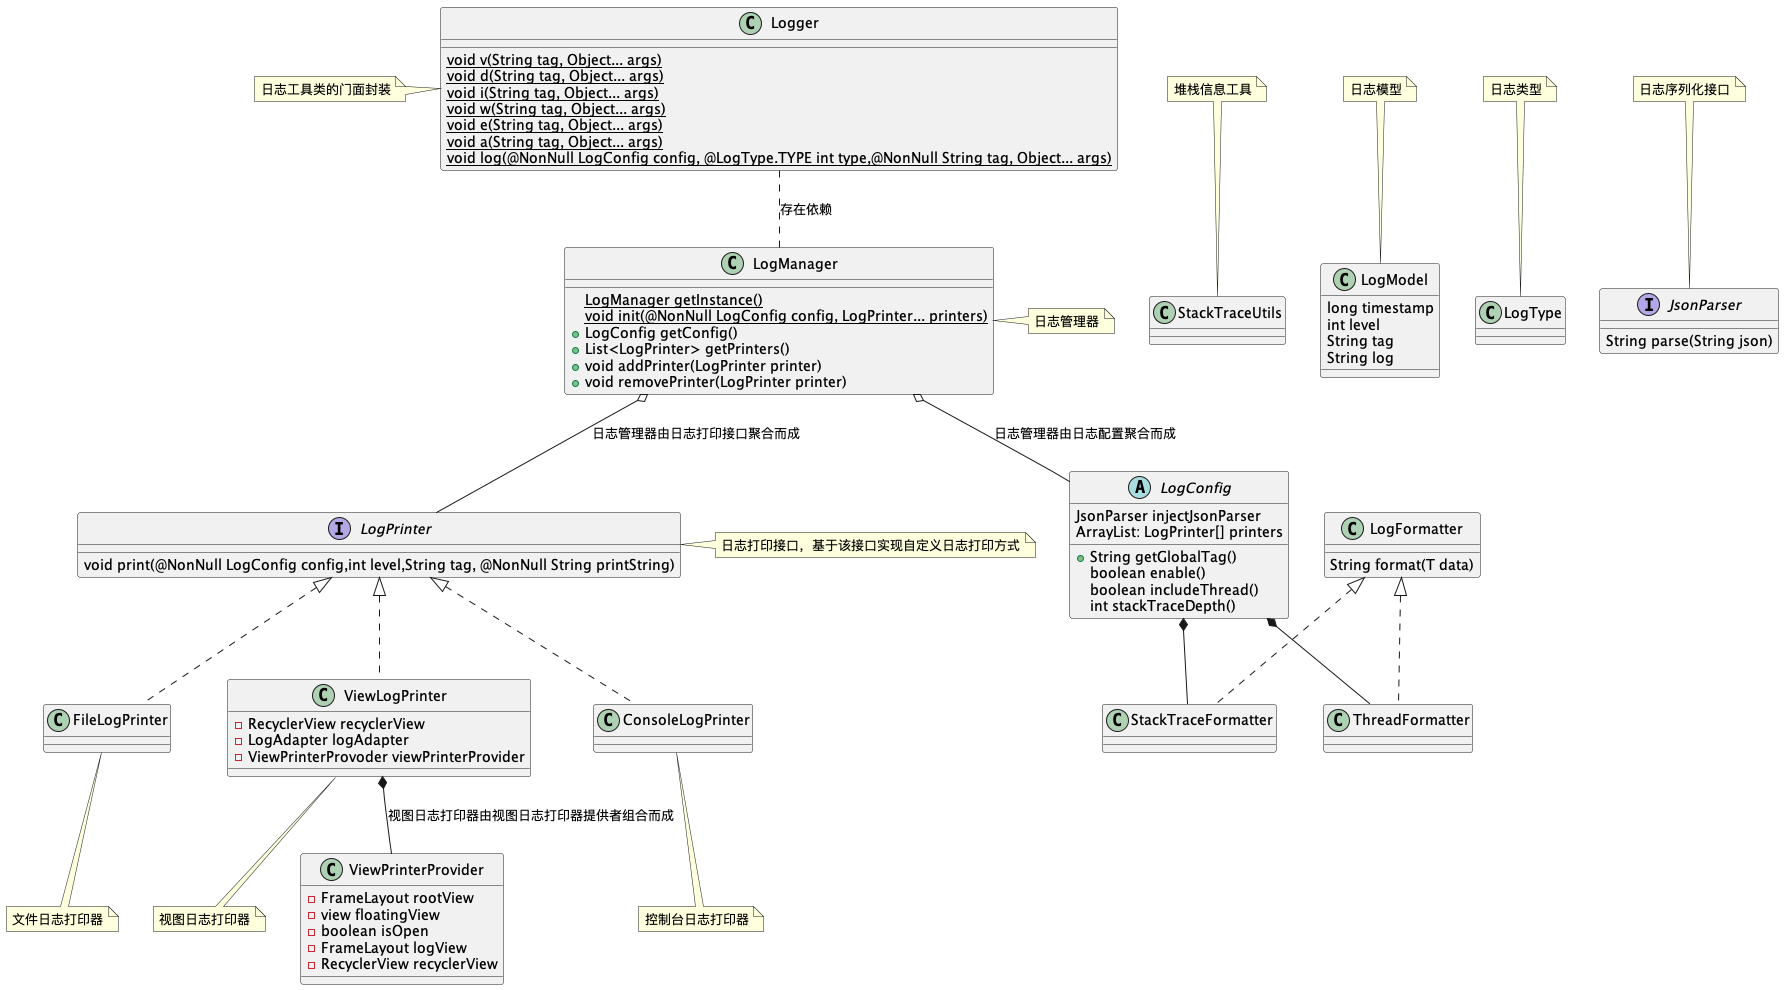 C Logger
void v(String tag, Object... args)
void d(String tag, Object... args)
void i(String tag, Object... args)
void w(String tag, Object... args)
void e(String tag, Object... args)
void a(String tag, Object... args)
void log(@NonNull LogConfig config, @LogType.TYPE int type,@NonNull String tag, Object... args)
日志工具类的门面封装
堆栈信息工具
日志模型
日志类型
日志序列化接口
存在依赖
C LogManager
LogManager getInstance()
void init(@NonNull LogConfig config, LogPrinter... printers)
LogConfig getConfig()
List<LogPrinter> getPrinters()
void addPrinter(LogPrinter printer)
void removePrinter(LogPrinter printer)
日志管理器
C StackTraceUtils
C LogModel
long timestamp
int level
String tag
String log
C LogType
I JsonParser
String parse(String json)
日志管理器由日志打印接口聚合而成
日志管理器由日志配置聚合而成
I LogPrinter
void print(@NonNull LogConfig config,int level,String tag, @NonNull String printString)
日志打印接口，基于该接口实现自定义日志打印方式
A LogConfig
JsonParser injectJsonParser
ArrayList: LogPrinter[] printers
String getGlobalTag()
boolean enable()
boolean includeThread()
int stackTraceDepth()
C LogFormatter
String format(T data)
C FileLogPrinter
C ViewLogPrinter
RecyclerView recyclerView
LogAdapter logAdapter
ViewPrinterProvoder viewPrinterProvider
C ConsoleLogPrinter
C StackTraceFormatter
C ThreadFormatter
视图日志打印器由视图日志打印器提供者组合而成
文件日志打印器
视图日志打印器
C ViewPrinterProvider
FrameLayout rootView
view floatingView
boolean isOpen
FrameLayout logView
RecyclerView recyclerView
控制台日志打印器